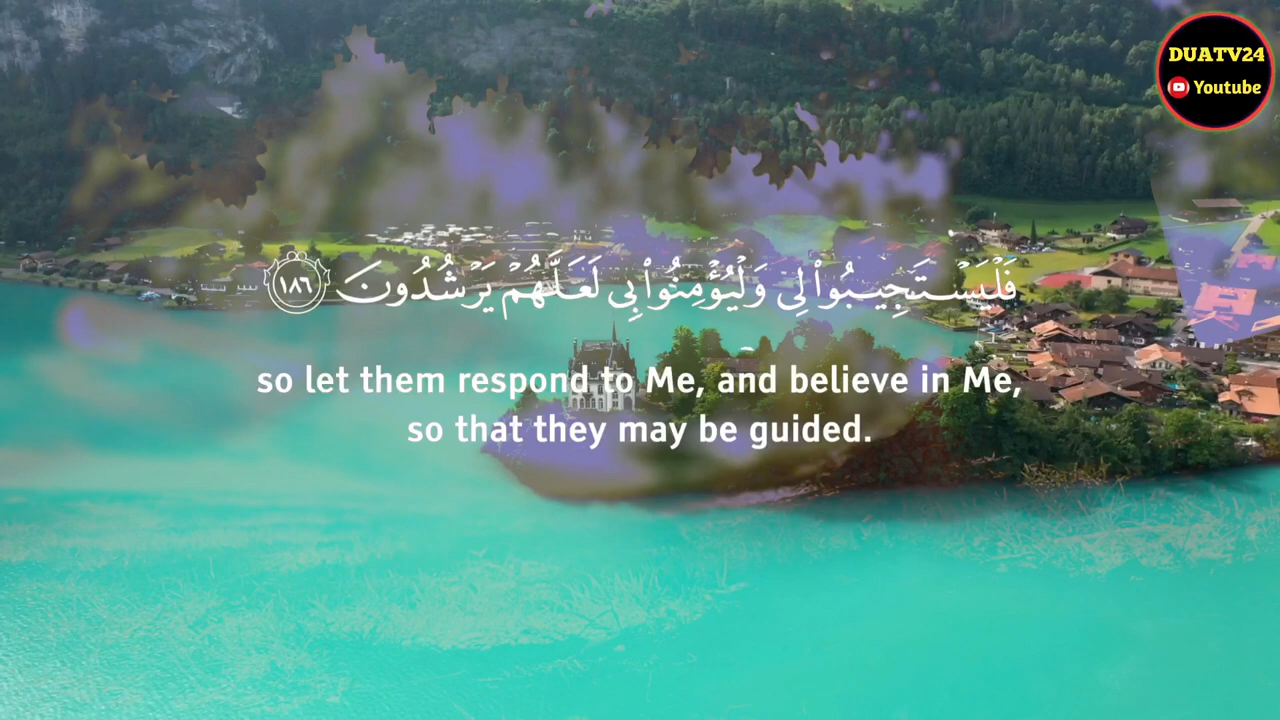 DUATV24
Youtube
فَلْيَسْتَجِيبُوا۟ لِى وَلْيُؤْمِنُوا۟ بِى لَعَلَّهُمْ يَرْشُدُونَ ١٨٦
so let them respond to Me, and believe in Me,
so that they may be guided.